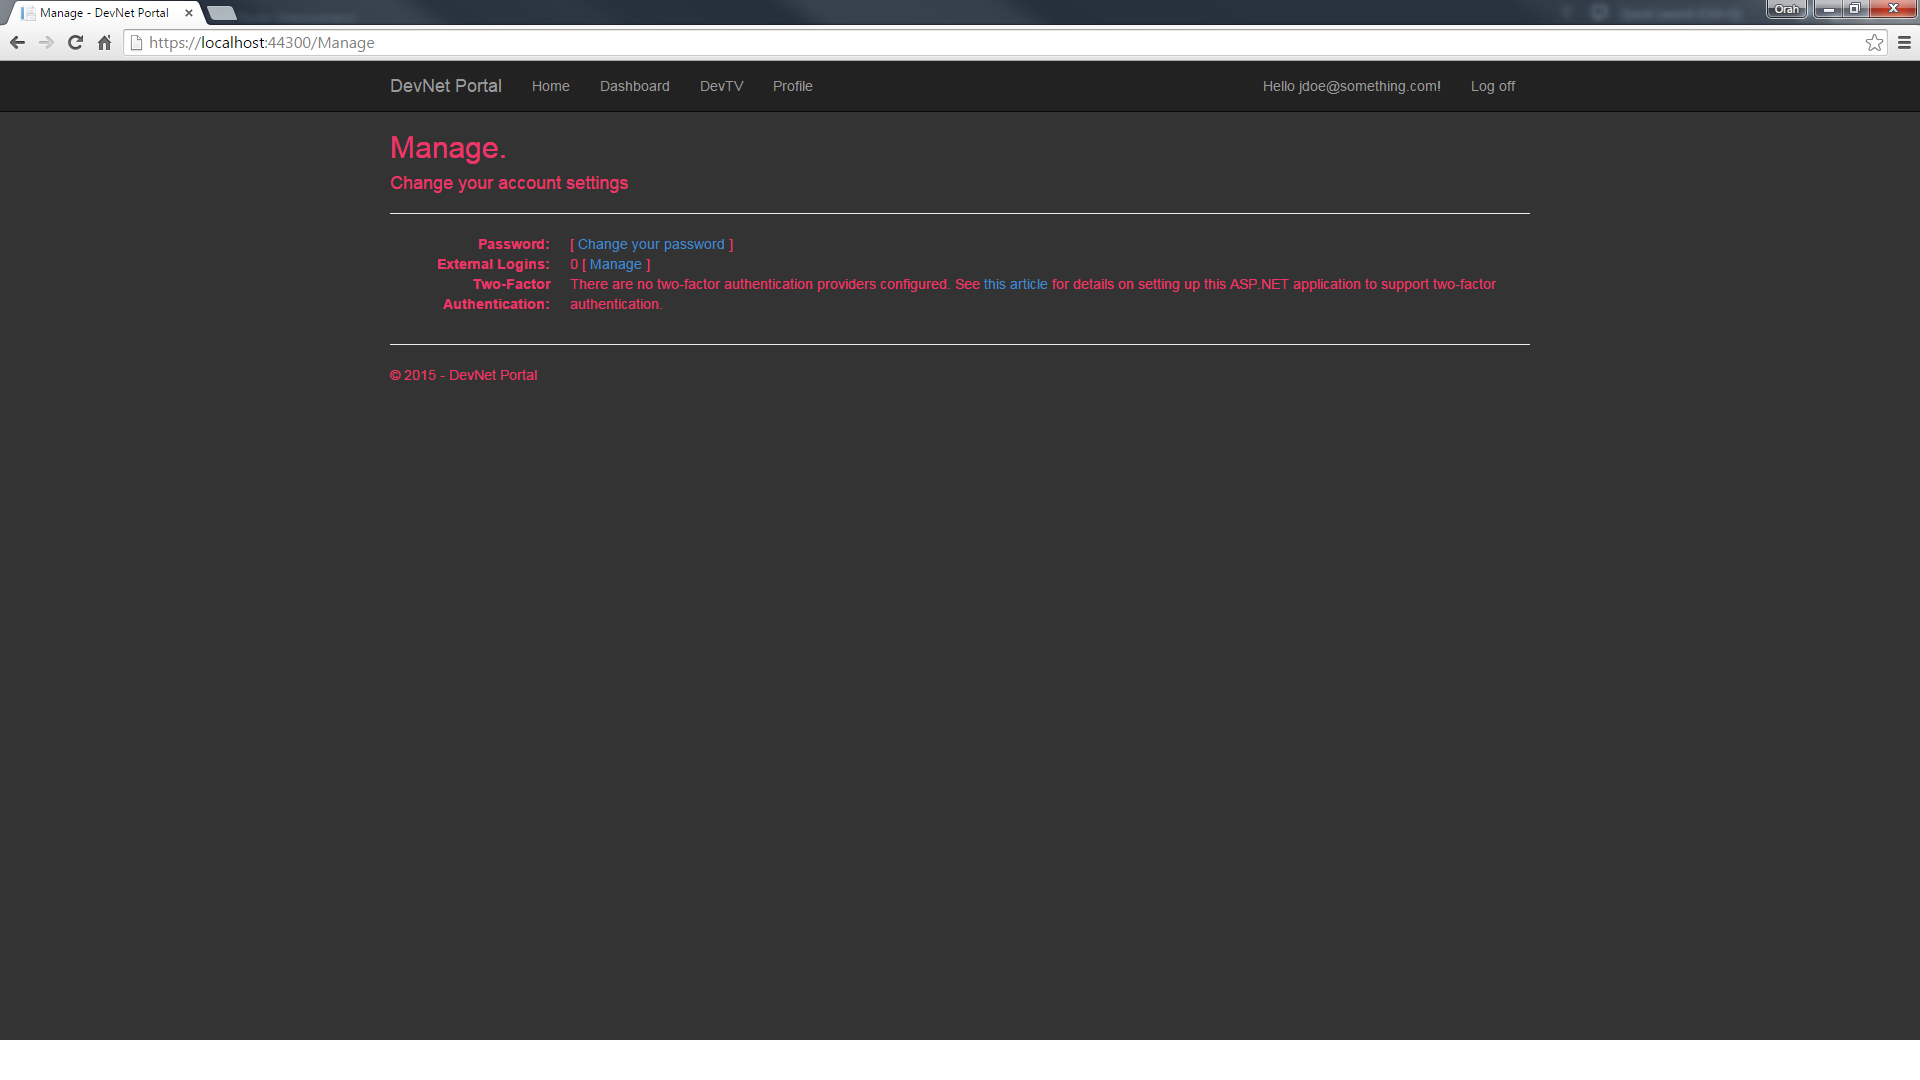 Manage - DevNet Portal
Orah
https://localhost:44300/Manage
DevNet Portal Home Dashboard DevTV Profile Hello jdoe@something.com! Log off
Manage.
Change your account settings
Password: [ Change your password ]
External Logins: 0 [ Manage ]
Two-Factor There are no two-factor authentication providers configured. See this article for details on setting up this ASP.NET application to support two-factor
Authentication: authentication.
© 2015 - DevNet Portal